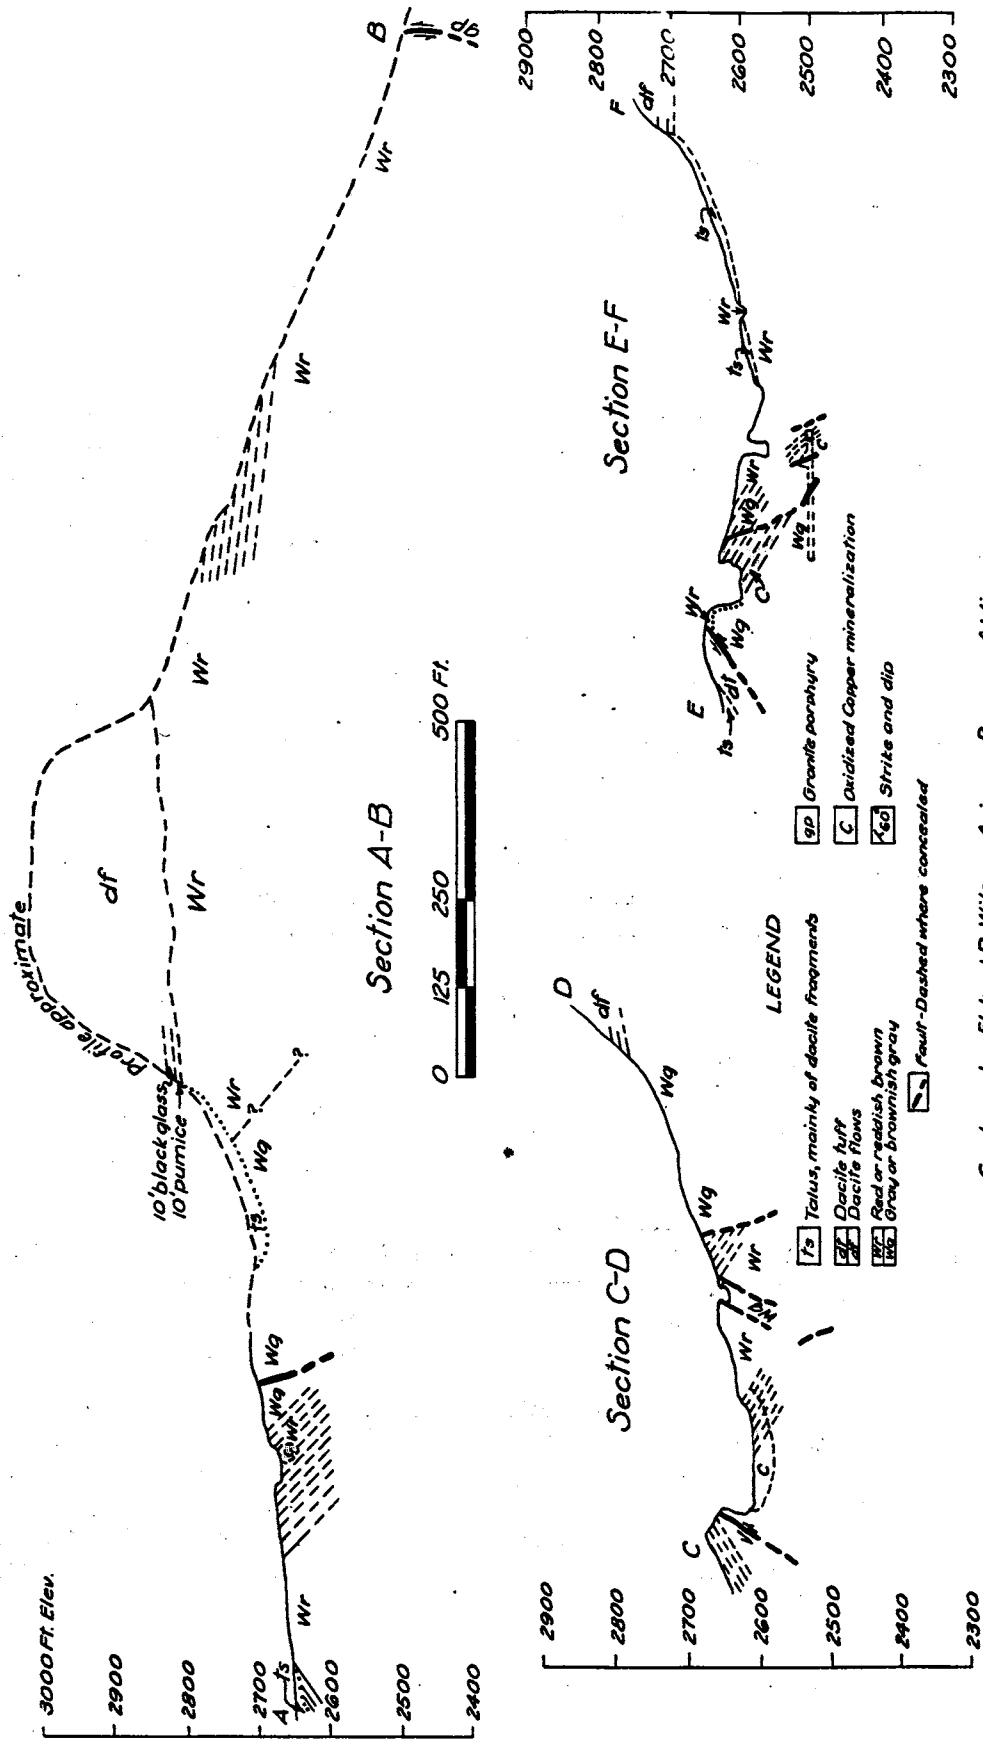 3000 Ft. Elev.
2900
2800
2700
2600
2500
2400
A
ts
Wr
Wr
Wg
Wg
ts
Wg
Wr
?
?
10' black glass
10' pumice
Profile approximate
df
Wr
Wr
Wr
Wr
B
Section A-B
0 125 250 500 Ft.
2900
2800
2700
2600
2500
2400
2300
C
C
Wr
Wr
Wg
Wg
df
D
Section C-D
E
ts
dt
Wr
Wg
C
Wg
Wr
Wg
C
ts
Wr
Wr
ts
df
F
Section E-F
2900
2800
2700
2600
2500
2400
2300
LEGEND
ts Talus, mainly of dacite fragments
Dacite tuff
df Dacite flows
Wr Red or reddish brown
Wg Gray or brownish gray
Fault-Dashed where concealed
gp Granite porphyry
C Oxidized Copper mineralization
60° Strike and dip